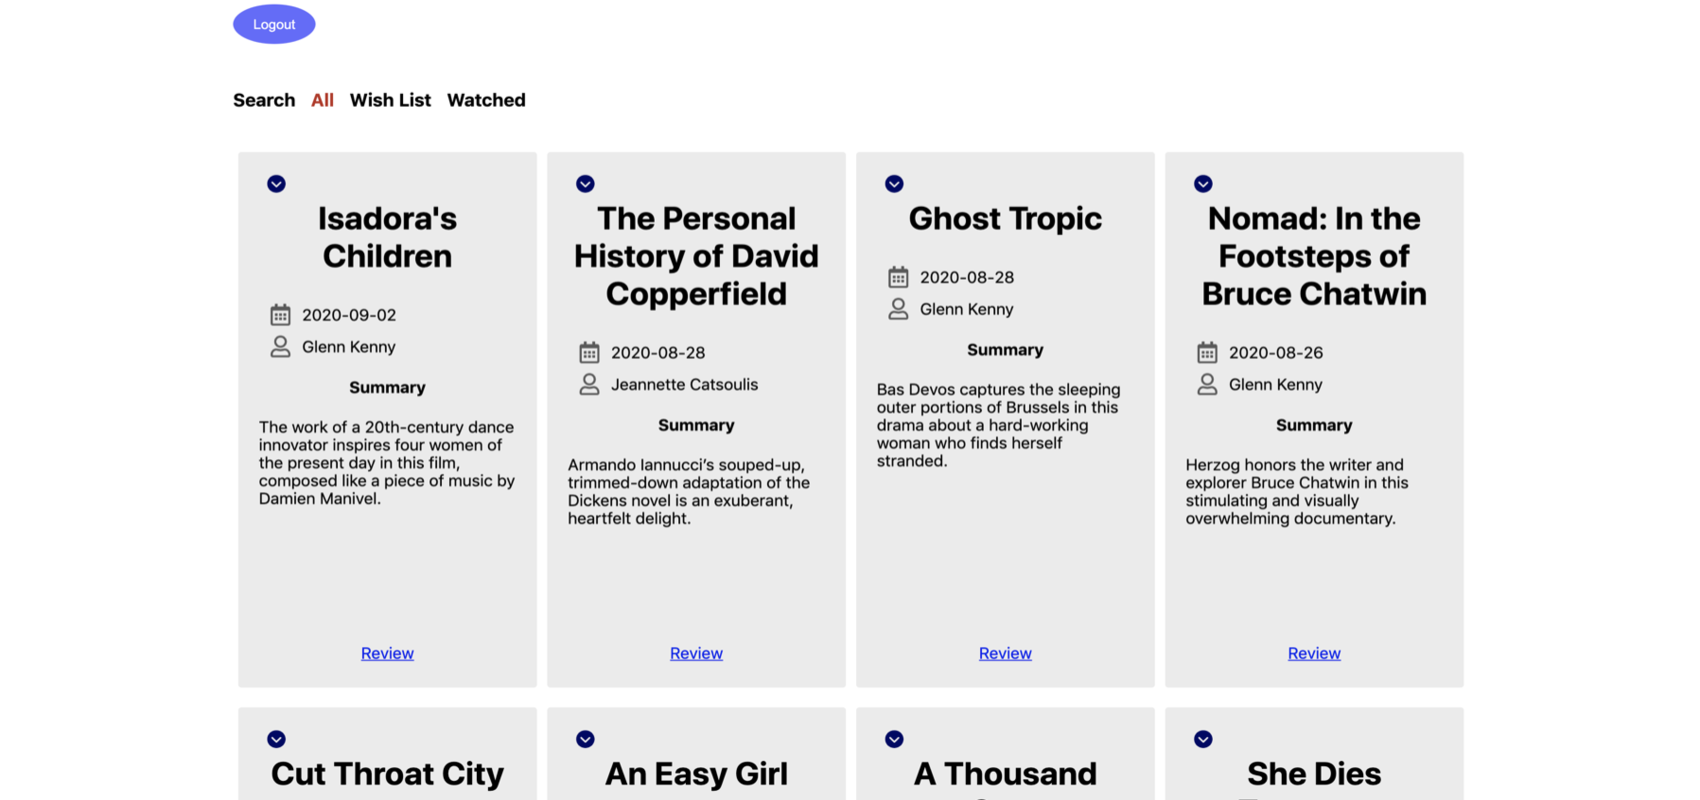 Logout
Search All Wish List Watched
Isadora's
Children
2020-09-02
Glenn Kenny
Summary
The work of a 20th-century dance
innovator inspires four women of
the present day in this film,
composed like a piece of music by
Damien Manivel.
Review
The Personal
History of David
Copperfield
2020-08-28
Jeannette Catsoulis
Summary
Armando Iannucci’s souped-up,
trimmed-down adaptation of the
Dickens novel is an exuberant,
heartfelt delight.
Review
Ghost Tropic
2020-08-28
Glenn Kenny
Summary
Bas Devos captures the sleeping
outer portions of Brussels in this
drama about a hard-working
woman who finds herself
stranded.
Review
Nomad: In the
Footsteps of
Bruce Chatwin
2020-08-26
Glenn Kenny
Summary
Herzog honors the writer and
explorer Bruce Chatwin in this
stimulating and visually
overwhelming documentary.
Review
Cut Throat City
An Easy Girl
A Thousand
She Dies